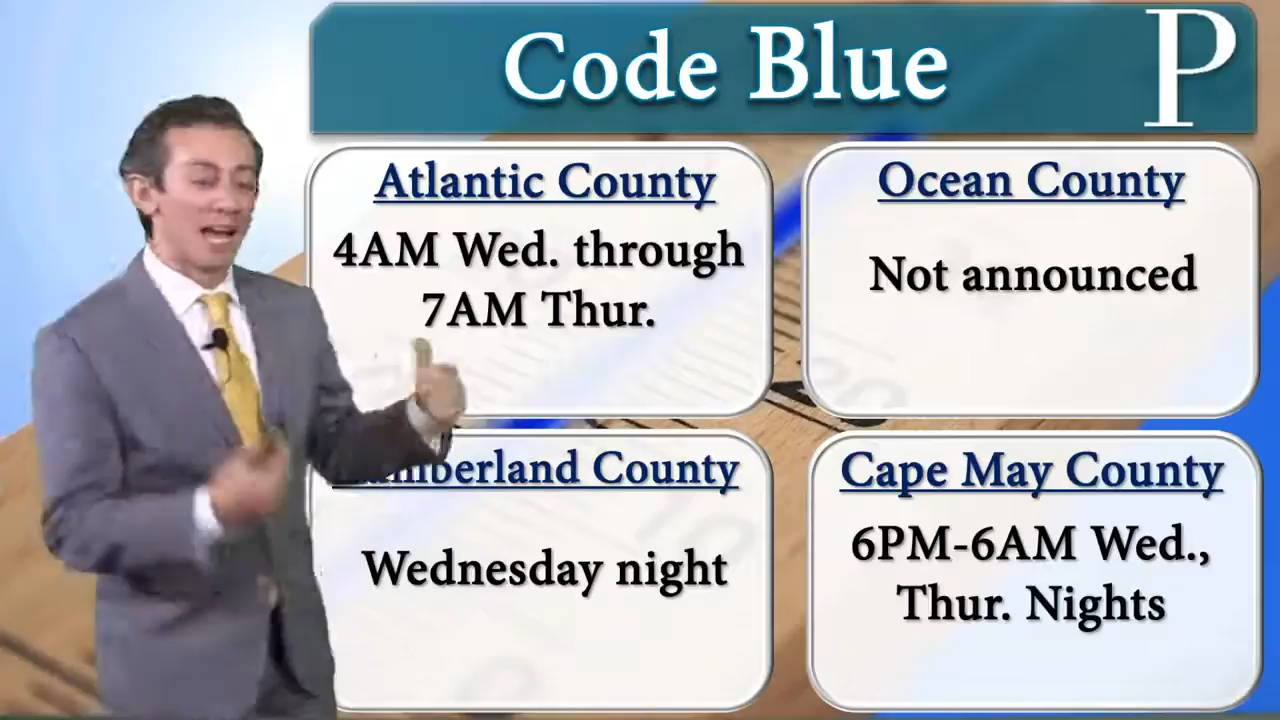 Code Blue
P
Atlantic County
4AM Wed. through
7AM Thur.
Ocean County
Not announced
County
Wednesday night
Cape May County
6PM-6AM Wed.,
Thur. Nights